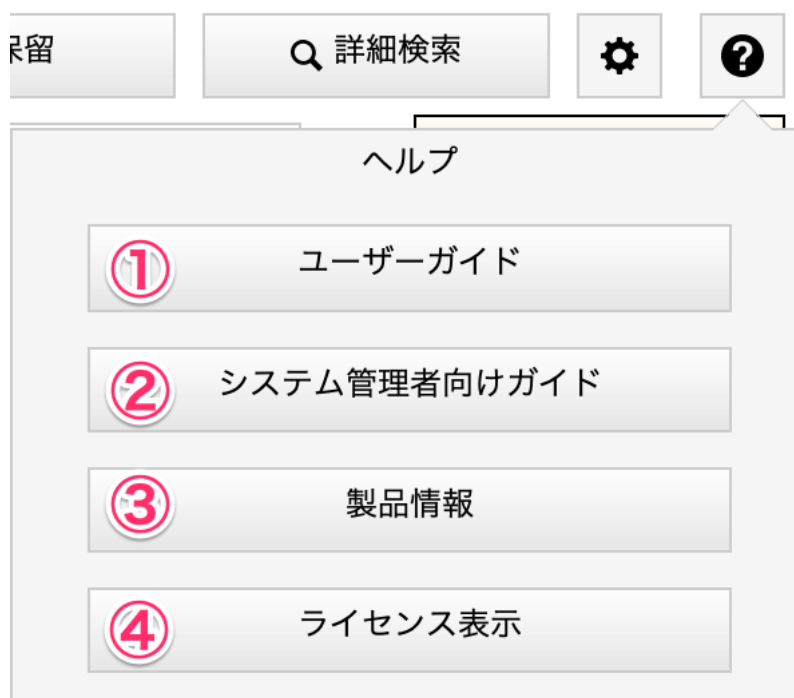 保留
詳細検索
?
ヘルプ
① ユーザーガイド
② システム管理者向けガイド
③ 製品情報
④ ライセンス表示